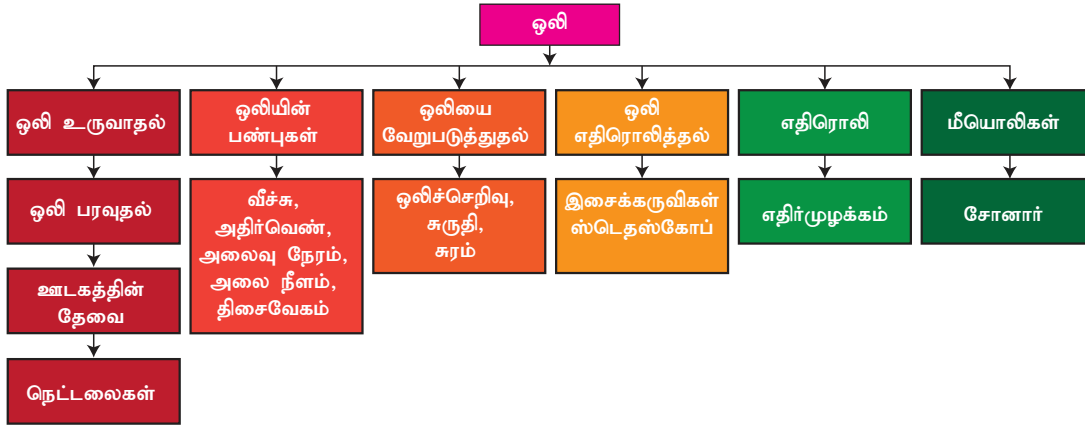 ஒலி
ஒலி உருவாதல்
ஒலி பரவுதல்
ஊடகத்தின்
தேவை
நெட்டலைகள்
ஒலியின்
பண்புகள்
வீச்சு,
அதிர்வெண்,
அலைவு நேரம்,
அலை நீளம்,
திசைவேகம்
ஒலியை
வேறுபடுத்துதல்
ஒலிச்செறிவு,
சுருதி,
சுரம்
ஒலி
எதிரொலித்தல்
இசைக்கருவிகள்
ஸ்டெதஸ்கோப்
எதிரொலி
எதிர்முழக்கம்
மீயொலிகள்
சோனார்